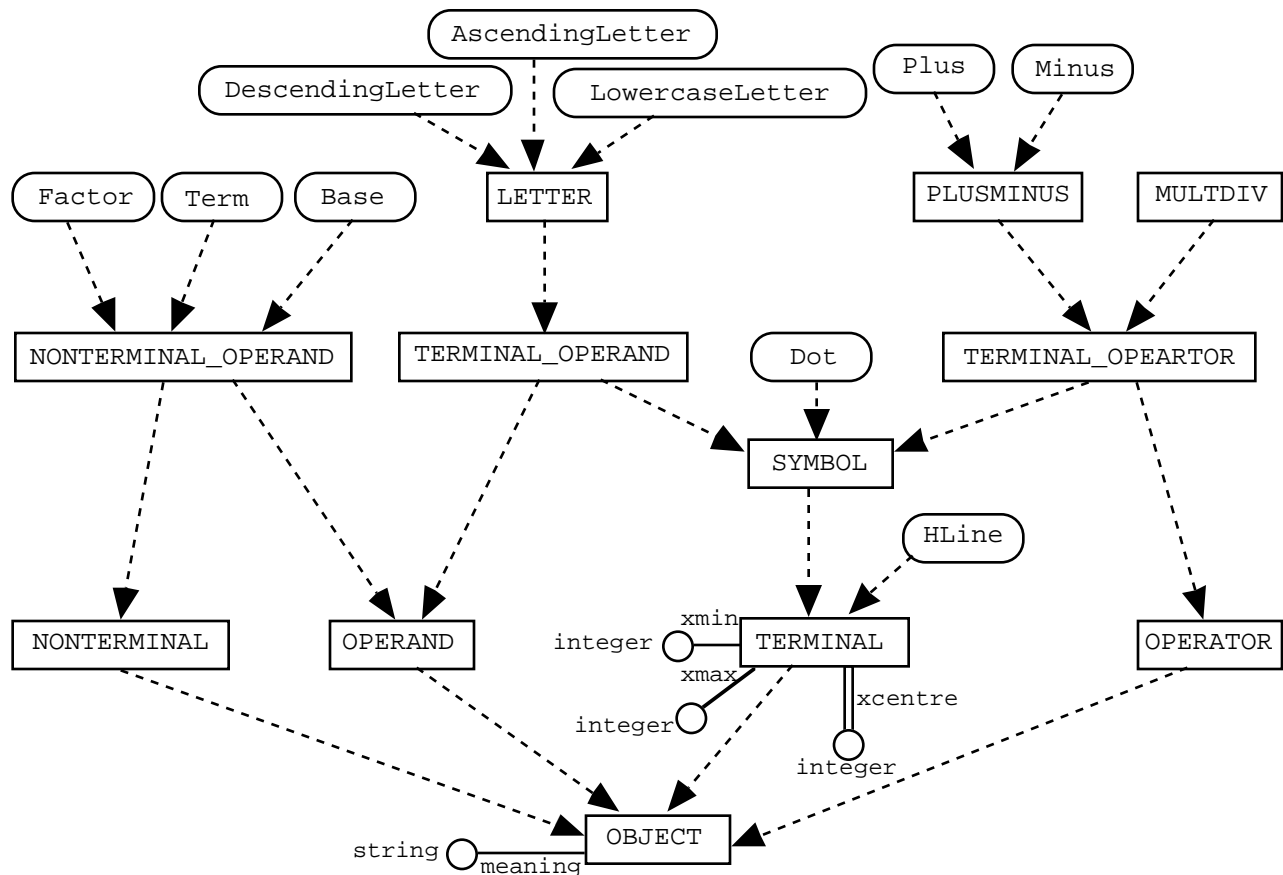 AscendingLetter
Plus
Minus
DescendingLetter
LowercaseLetter
Factor
Term
Base
LETTER
PLUSMINUS
MULTDIV
NONTERMINAL_OPERAND
TERMINAL_OPERAND
Dot
TERMINAL_OPEARTOR
SYMBOL
HLine
xmin
NONTERMINAL
OPERAND
integer
TERMINAL
OPERATOR
xmax
xcentre
integer
integer
OBJECT
string
meaning